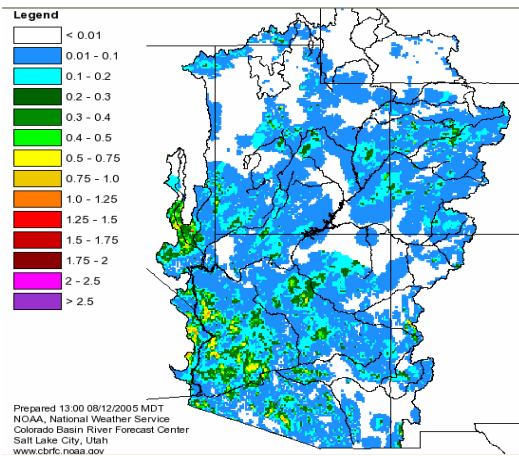 Legend
< 0.01
0.01 - 0.1
0.1 - 0.2
0.2 - 0.3
0.3 - 0.4
0.4 - 0.5
0.5 - 0.75
0.75 - 1.0
1.0 - 1.25
1.25 - 1.5
1.5 - 1.75
1.75 - 2
2 - 2.5
> 2.5
Prepared 13:00 08/12/2005 MDT
NOAA, National Weather Service
Colorado Basin River Forecast Center
Salt Lake City, Utah
www.cbrfc.noaa.gov